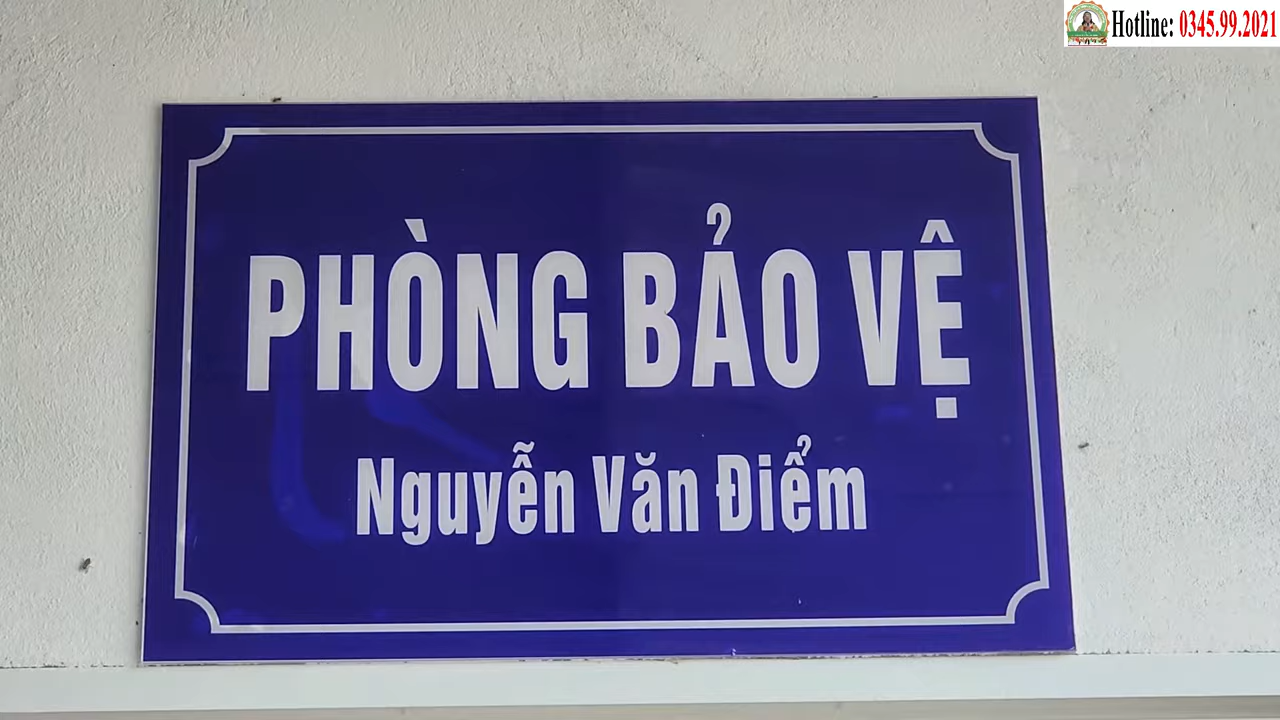 Hotline: 0345.99.2021
PHÒNG BẢO VỆ
Nguyễn Văn Điểm